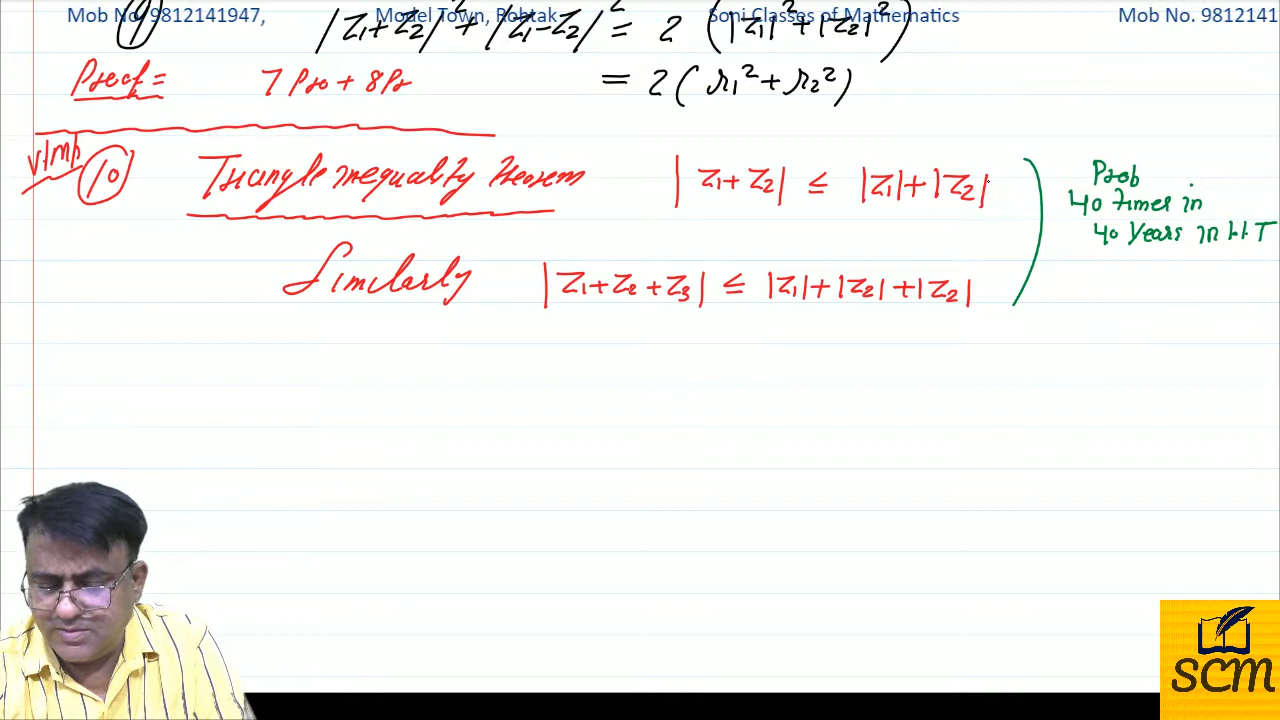 Mob No. 9812141947, Model Town, Rohtak Soni Classes of Mathematics Mob No. 9812141
(9) |Z1+Z2|² + |Z1-Z2|² = 2 (|Z1|²+|Z2|²)
Proof = 7 Pro + 8 Pr = 2 (r1² + r2²)
V.Imp (10) Triangle inequality theorem |Z1+Z2| ≤ |Z1|+|Z2|
Prob
40 times in
40 Years in IIT
Similarly |Z1+Z2+Z3| ≤ |Z1|+|Z2|+|Z2|
SCM